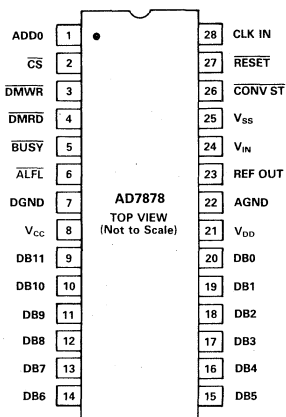 ADD0 1 28 CLK IN
CS 2 27 RESET
DMWR 3 26 CONV ST
DMRD 4 25 VSS
BUSY 5 24 VIN
ALFL 6 23 REF OUT
DGND 7 22 AGND
VCC 8 21 VDD
AD7878
TOP VIEW
(Not to Scale)
DB11 9 20 DB0
DB10 10 19 DB1
DB9 11 18 DB2
DB8 12 17 DB3
DB7 13 16 DB4
DB6 14 15 DB5